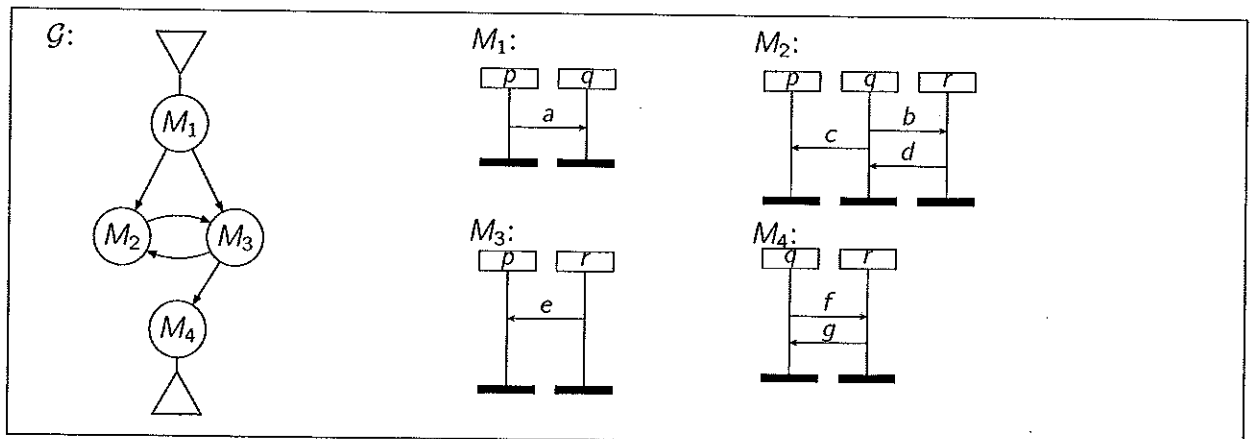 𝒢:
M₁
M₂
M₃
M₄
M₁:
p q
a
M₂:
p q r
b
c
d
M₃:
p r
e
M₄:
q r
f
g